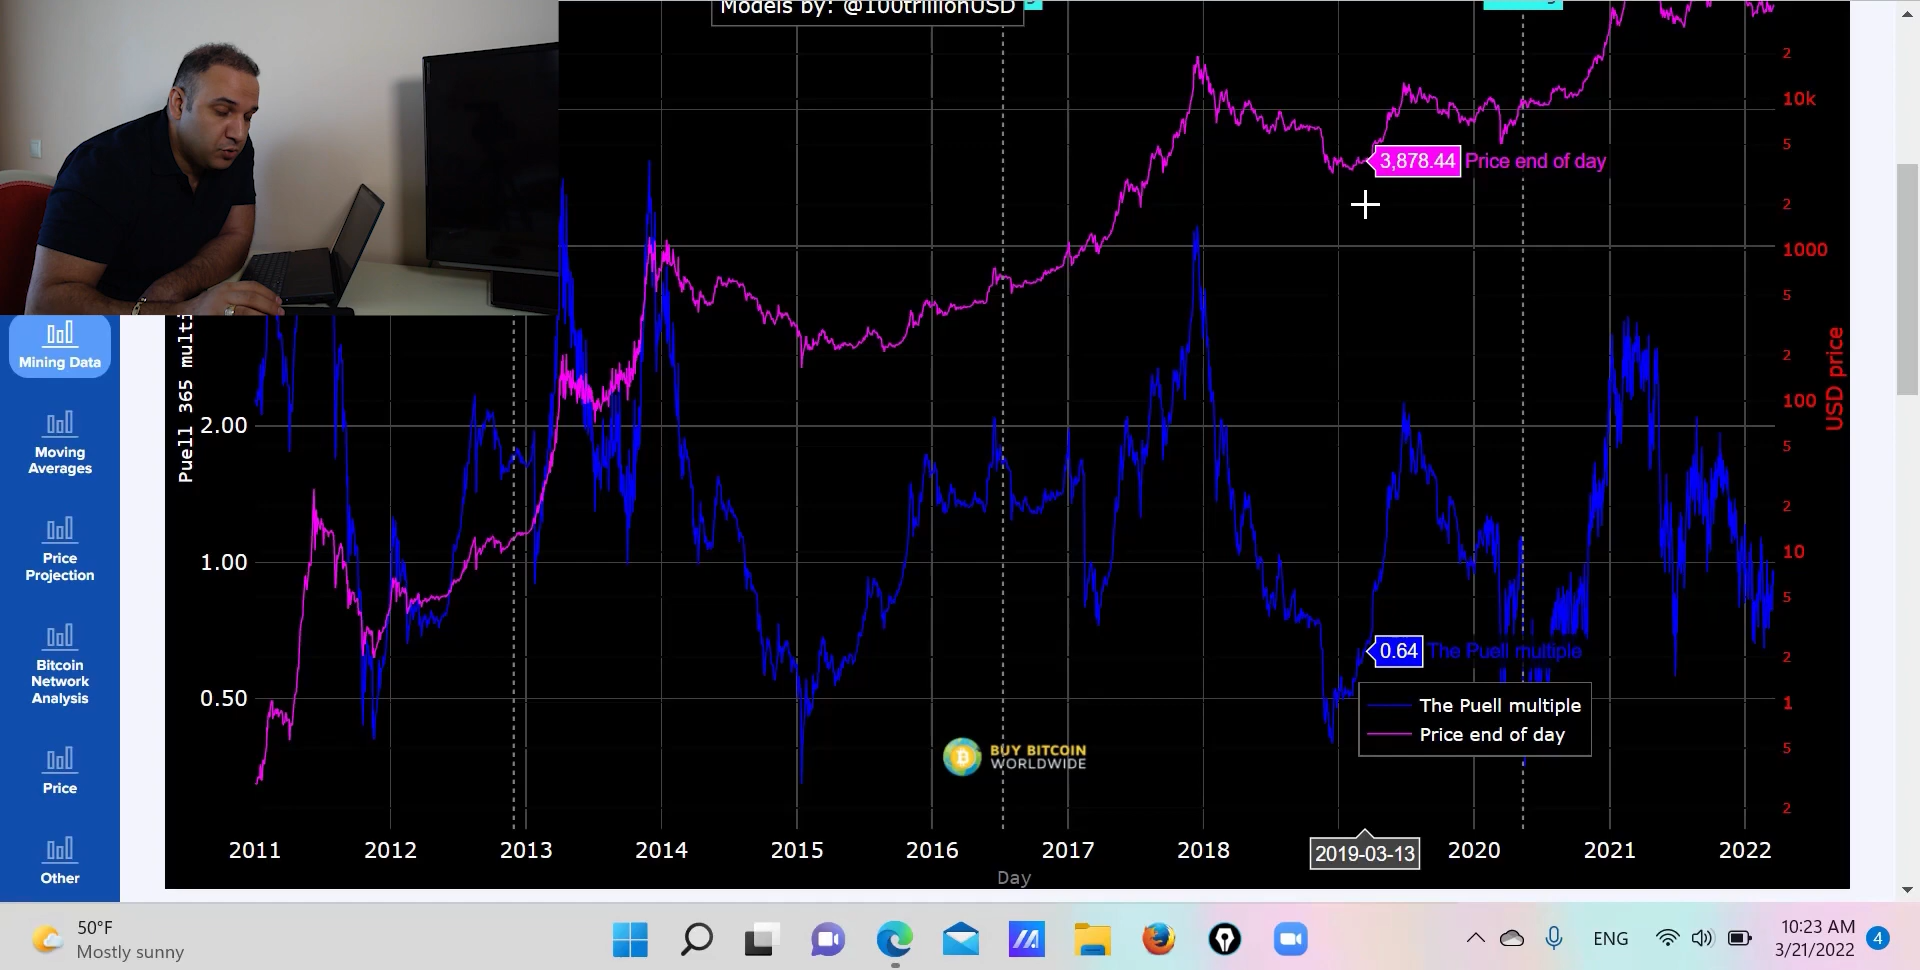 Models by: @100trillionUSD
2
10k
5
3,878.44 Price end of day
2
1000
5
Mining Data
Puell 365 multi
2
USD price
100
Moving
Averages
2.00
5
2
Price
Projection
1.00
10
5
Bitcoin
Network
Analysis
0.64 The Puell multiple
2
0.50
1
The Puell multiple
Price end of day
BUY BITCOIN
WORLDWIDE
5
Price
2
2011
2012
2013
2014
2015
2016
2017
2018
2019-03-13
2020
2021
2022
Day
Other
50°F
Mostly sunny
ENG
10:23 AM
3/21/2022
4